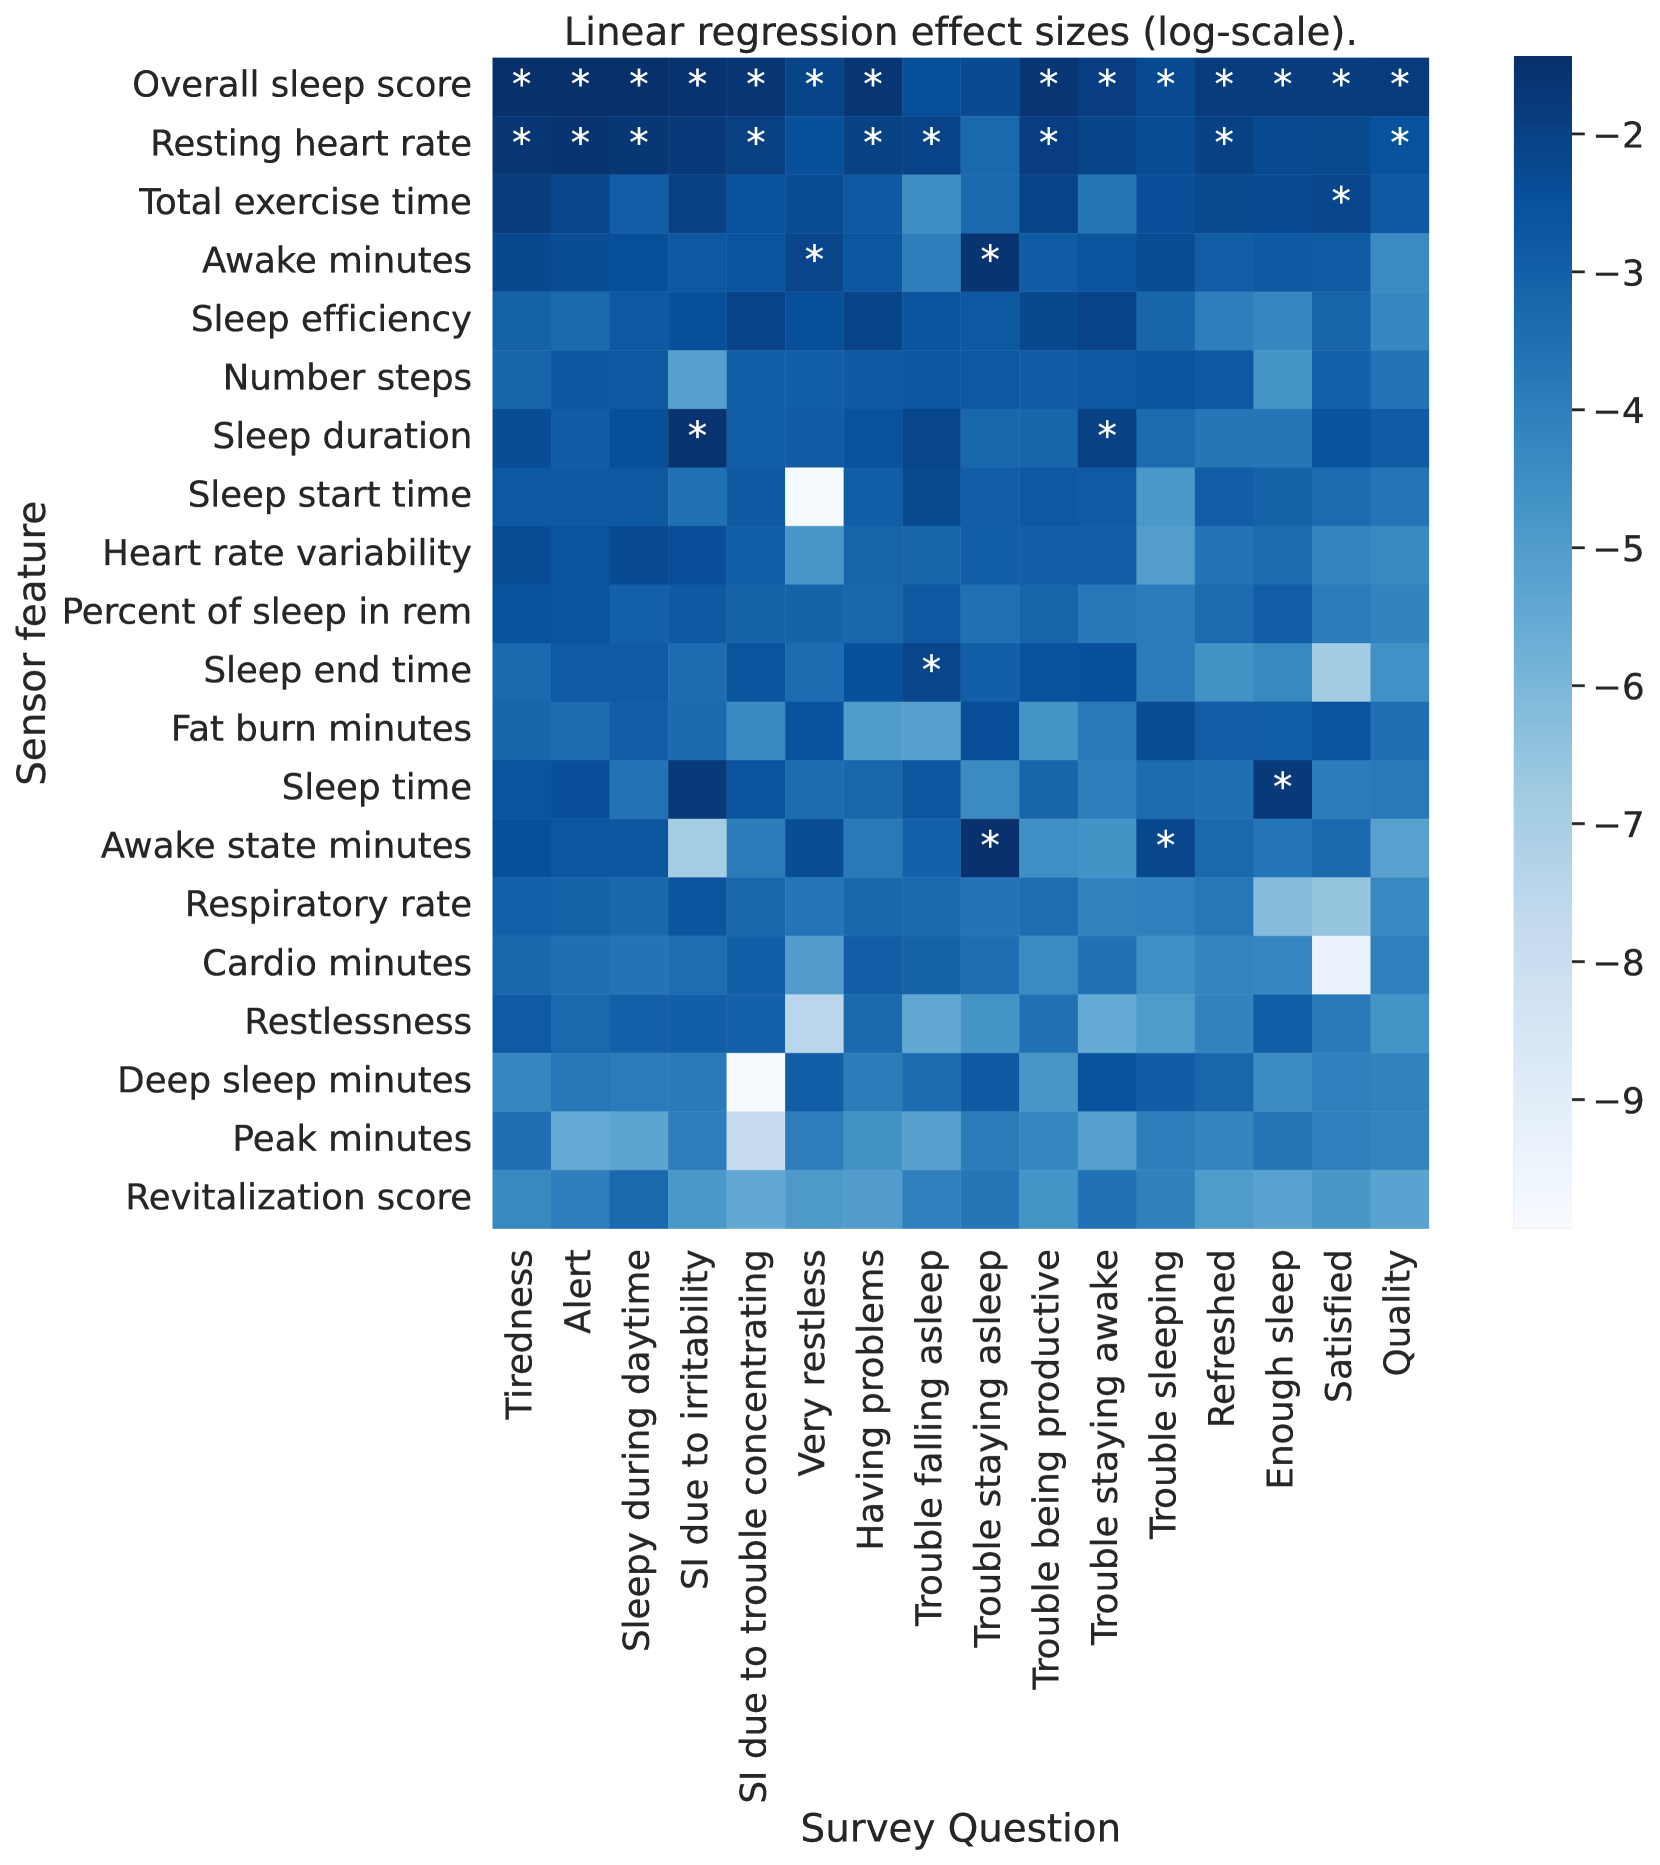 Linear regression effect sizes (log-scale).
Overall sleep score * * * * * * * * * * * * * *
Resting heart rate * * * * * * * * *
Total exercise time *
Awake minutes * *
Sleep efficiency
Number steps
Sleep duration * *
Sleep start time
Heart rate variability
Percent of sleep in rem
Sleep end time *
Fat burn minutes
Sleep time *
Awake state minutes * *
Respiratory rate
Cardio minutes
Restlessness
Deep sleep minutes
Peak minutes
Revitalization score
Sensor feature
−2
−3
−4
−5
−6
−7
−8
−9
Tiredness
Alert
Sleepy during daytime
SI due to irritability
SI due to trouble concentrating
Very restless
Having problems
Trouble falling asleep
Trouble staying asleep
Trouble being productive
Trouble staying awake
Trouble sleeping
Refreshed
Enough sleep
Satisfied
Quality
Survey Question